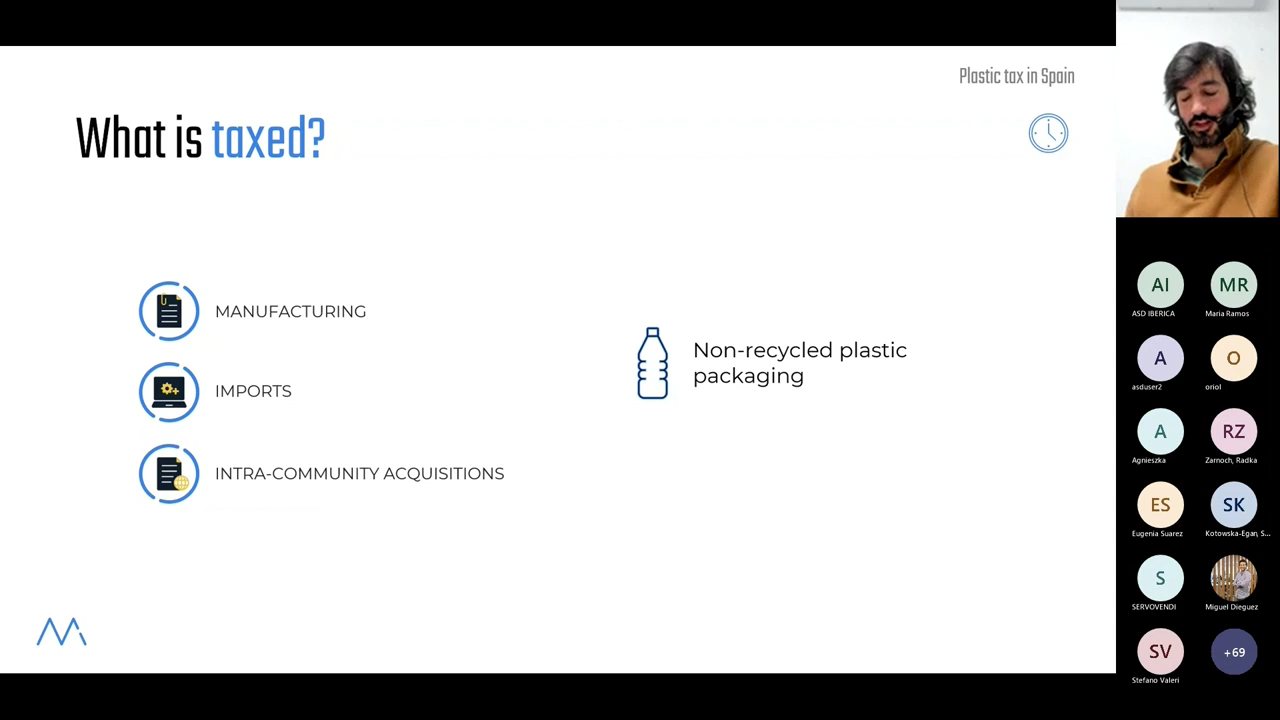 Plastic tax in Spain
What is taxed?
MANUFACTURING
IMPORTS
INTRA-COMMUNITY ACQUISITIONS
Non-recycled plastic
packaging
AI
MR
ASD IBERICA
Maria Ramos
A
O
asduser2
oriol
A
RZ
Agnieszka
Zarnoch, Radka
ES
SK
Eugenia Suarez
Kotowska-Egan, S...
S
SERVOVENDI
Miguel Dieguez
SV
+69
Stefano Valeri